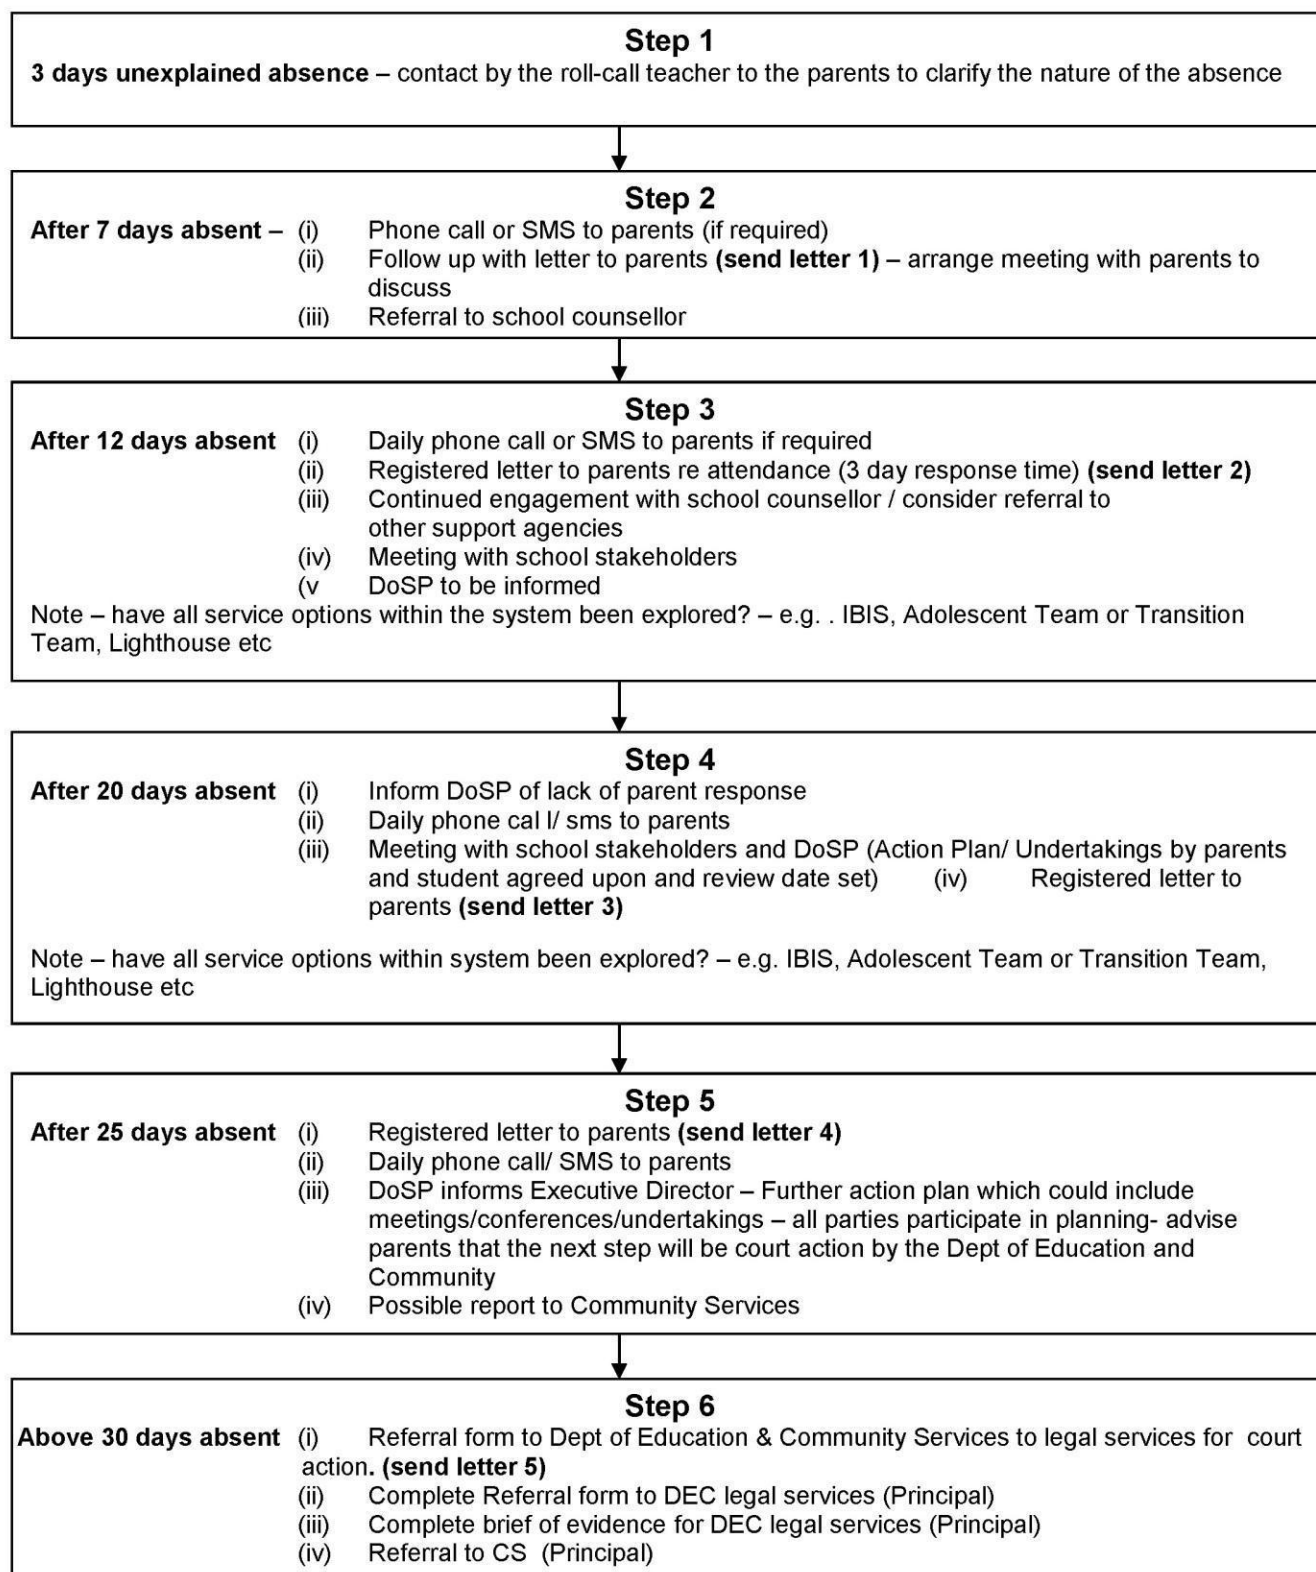 Step 1
3 days unexplained absence – contact by the roll-call teacher to the parents to clarify the nature of the absence
Step 2
After 7 days absent – (i) Phone call or SMS to parents (if required)
(ii) Follow up with letter to parents (send letter 1) – arrange meeting with parents to
discuss
(iii) Referral to school counsellor
Step 3
After 12 days absent (i) Daily phone call or SMS to parents if required
(ii) Registered letter to parents re attendance (3 day response time) (send letter 2)
(iii) Continued engagement with school counsellor / consider referral to
other support agencies
(iv) Meeting with school stakeholders
(v DoSP to be informed
Note – have all service options within the system been explored? – e.g. . IBIS, Adolescent Team or Transition
Team, Lighthouse etc
Step 4
After 20 days absent (i) Inform DoSP of lack of parent response
(ii) Daily phone cal l/ sms to parents
(iii) Meeting with school stakeholders and DoSP (Action Plan/ Undertakings by parents
and student agreed upon and review date set) (iv) Registered letter to
parents (send letter 3)
Note – have all service options within system been explored? – e.g. IBIS, Adolescent Team or Transition Team,
Lighthouse etc
Step 5
After 25 days absent (i) Registered letter to parents (send letter 4)
(ii) Daily phone call/ SMS to parents
(iii) DoSP informs Executive Director – Further action plan which could include
meetings/conferences/undertakings – all parties participate in planning- advise
parents that the next step will be court action by the Dept of Education and
Community
(iv) Possible report to Community Services
Step 6
Above 30 days absent (i) Referral form to Dept of Education & Community Services to legal services for court
action. (send letter 5)
(ii) Complete Referral form to DEC legal services (Principal)
(iii) Complete brief of evidence for DEC legal services (Principal)
(iv) Referral to CS (Principal)